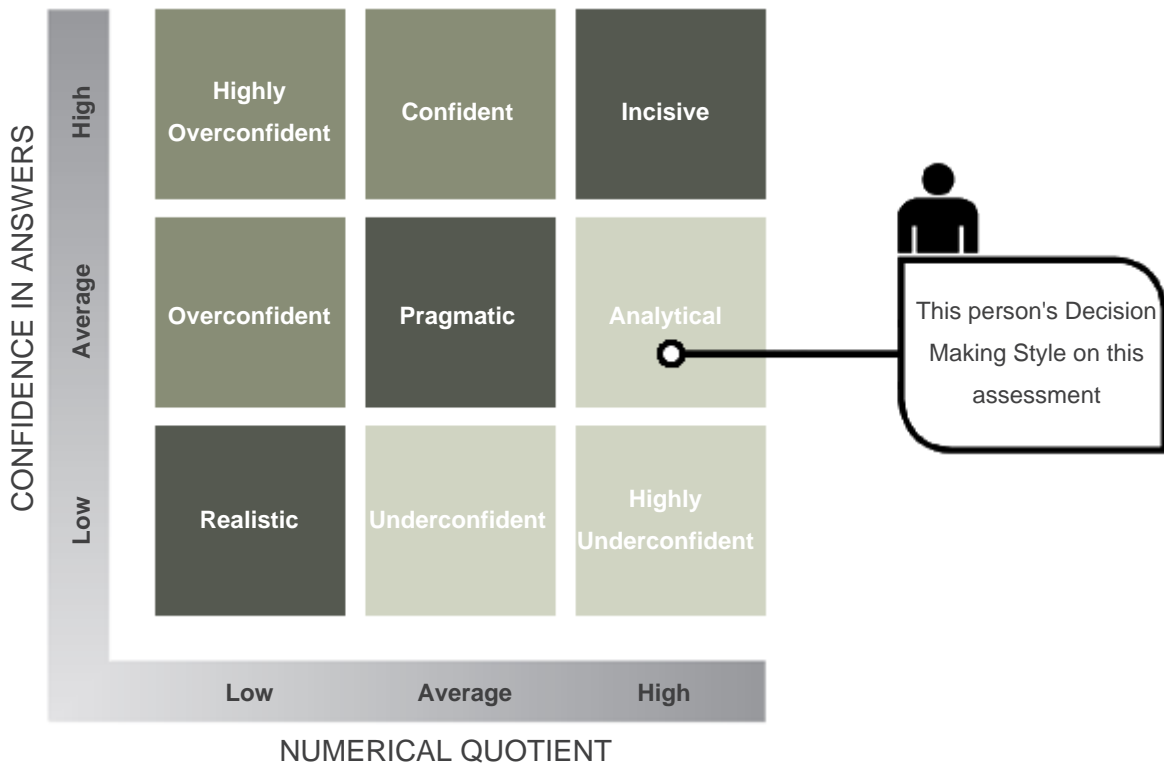 CONFIDENCE IN ANSWERS
High
Average
Low
Highly
Overconfident
Confident
Incisive
Overconfident
Pragmatic
Analytical
Realistic
Underconfident
Highly
Underconfident
This person's Decision
Making Style on this
assessment
Low
Average
High
NUMERICAL QUOTIENT